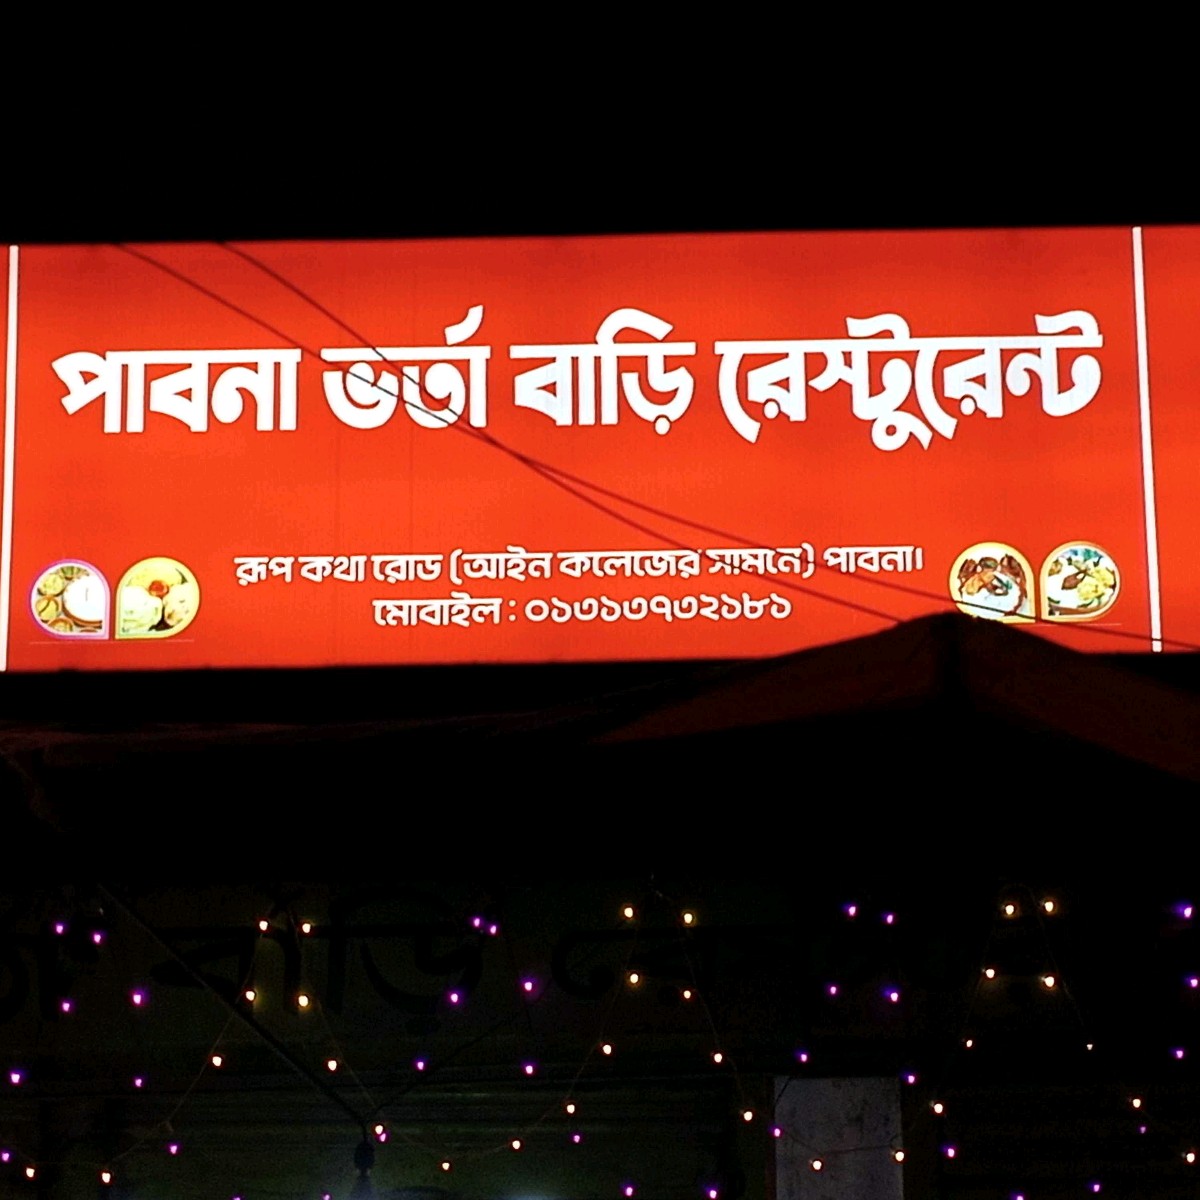 পাবনা ভর্তা বাড়ি রেস্টুরেন্ট
রূপ কথা রোড (আইন কলেজের সামনে) পাবনা।
মোবাইল : ০১৩১৩৭৩২১৮১
বাড়ি